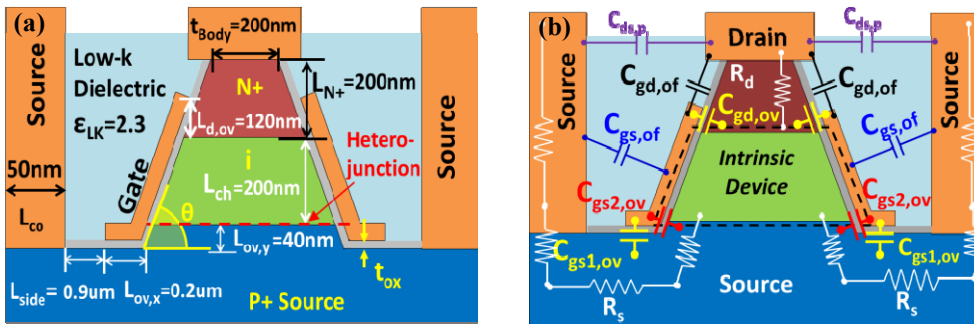 (a)
t_Body=200nm
Source
Low-k
Dielectric
ε_LK=2.3
N+
L_N+=200nm
L_d,ov=120nm
Source
50nm
L_co
Gate
i
L_ch=200nm
Hetero-
junction
θ
L_ov,y=40nm
t_ox
L_side= 0.9um
L_ov,x=0.2um
P+ Source
(b)
C_ds,p
C_ds,p
Drain
Source
Source
R_d
C_gd,of
C_gd,of
C_gd,ov
C_gs,of
C_gs,of
Intrinsic
Device
C_gs2,ov
C_gs2,ov
C_gs1,ov
C_gs1,ov
Source
R_s
R_s